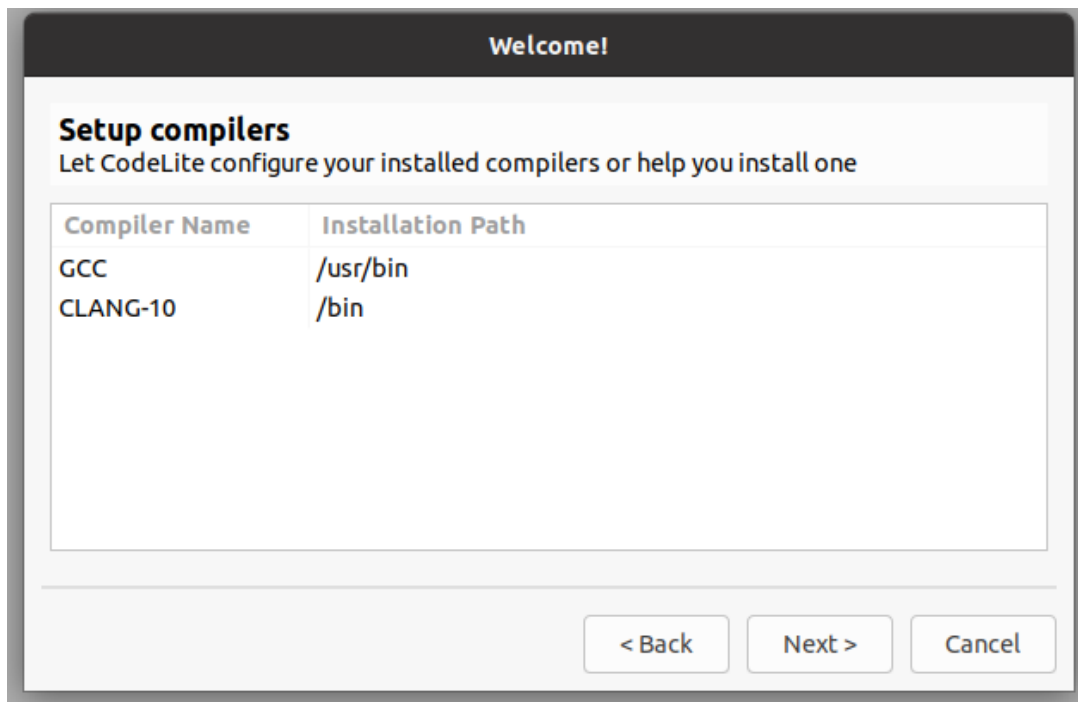 Welcome!
Setup compilers
Let CodeLite configure your installed compilers or help you install one
Compiler Name Installation Path
GCC /usr/bin
CLANG-10 /bin
< Back Next > Cancel